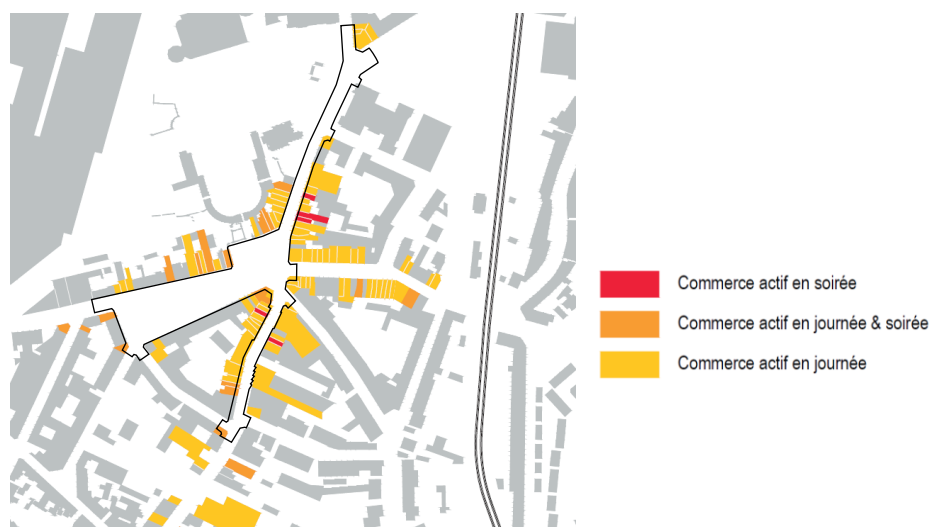 Commerce actif en soirée
Commerce actif en journée & soirée
Commerce actif en journée